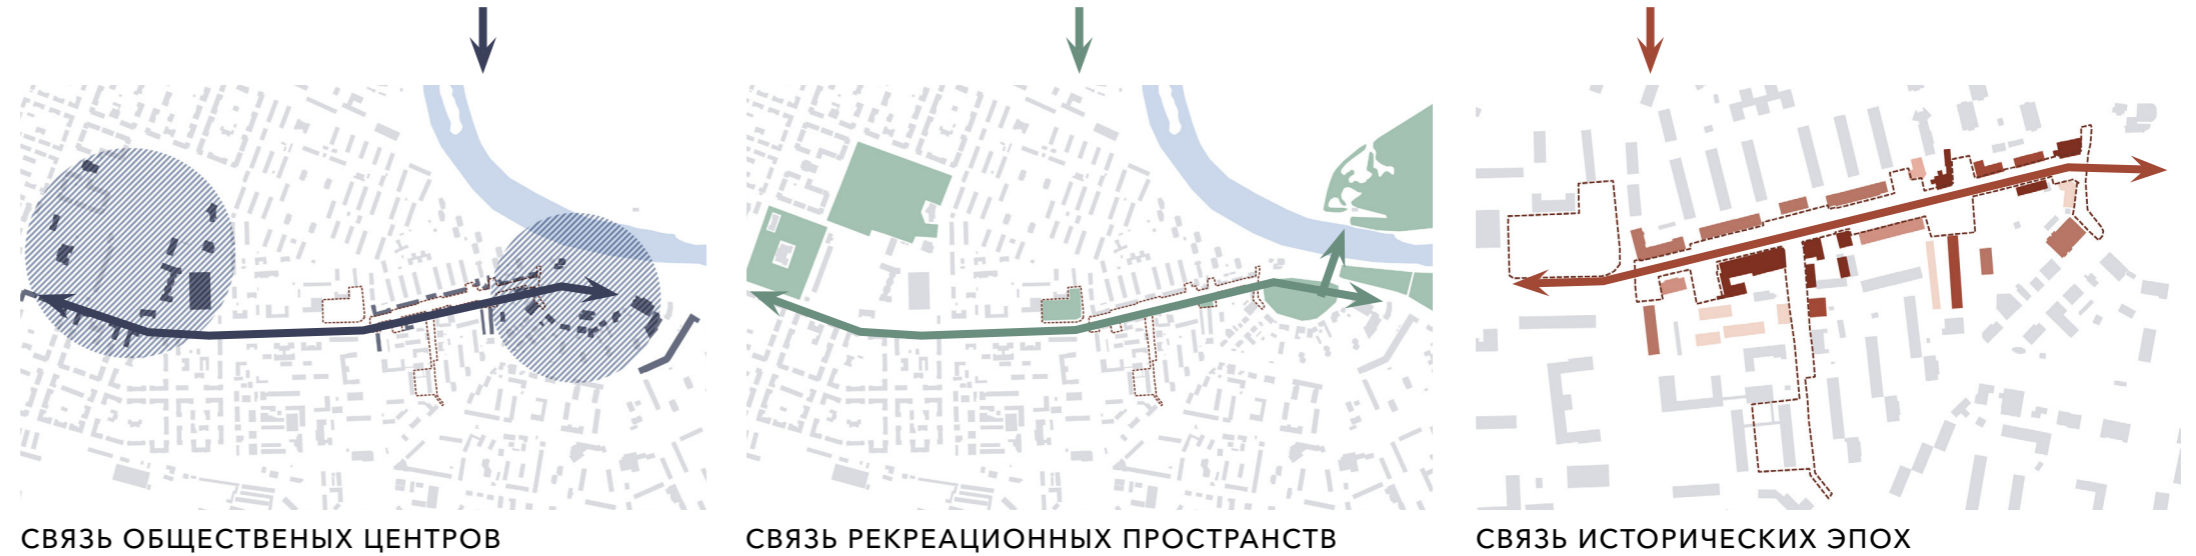 СВЯЗЬ ОБЩЕСТВЕНЫХ ЦЕНТРОВ
СВЯЗЬ РЕКРЕАЦИОННЫХ ПРОСТРАНСТВ
СВЯЗЬ ИСТОРИЧЕСКИХ ЭПОХ